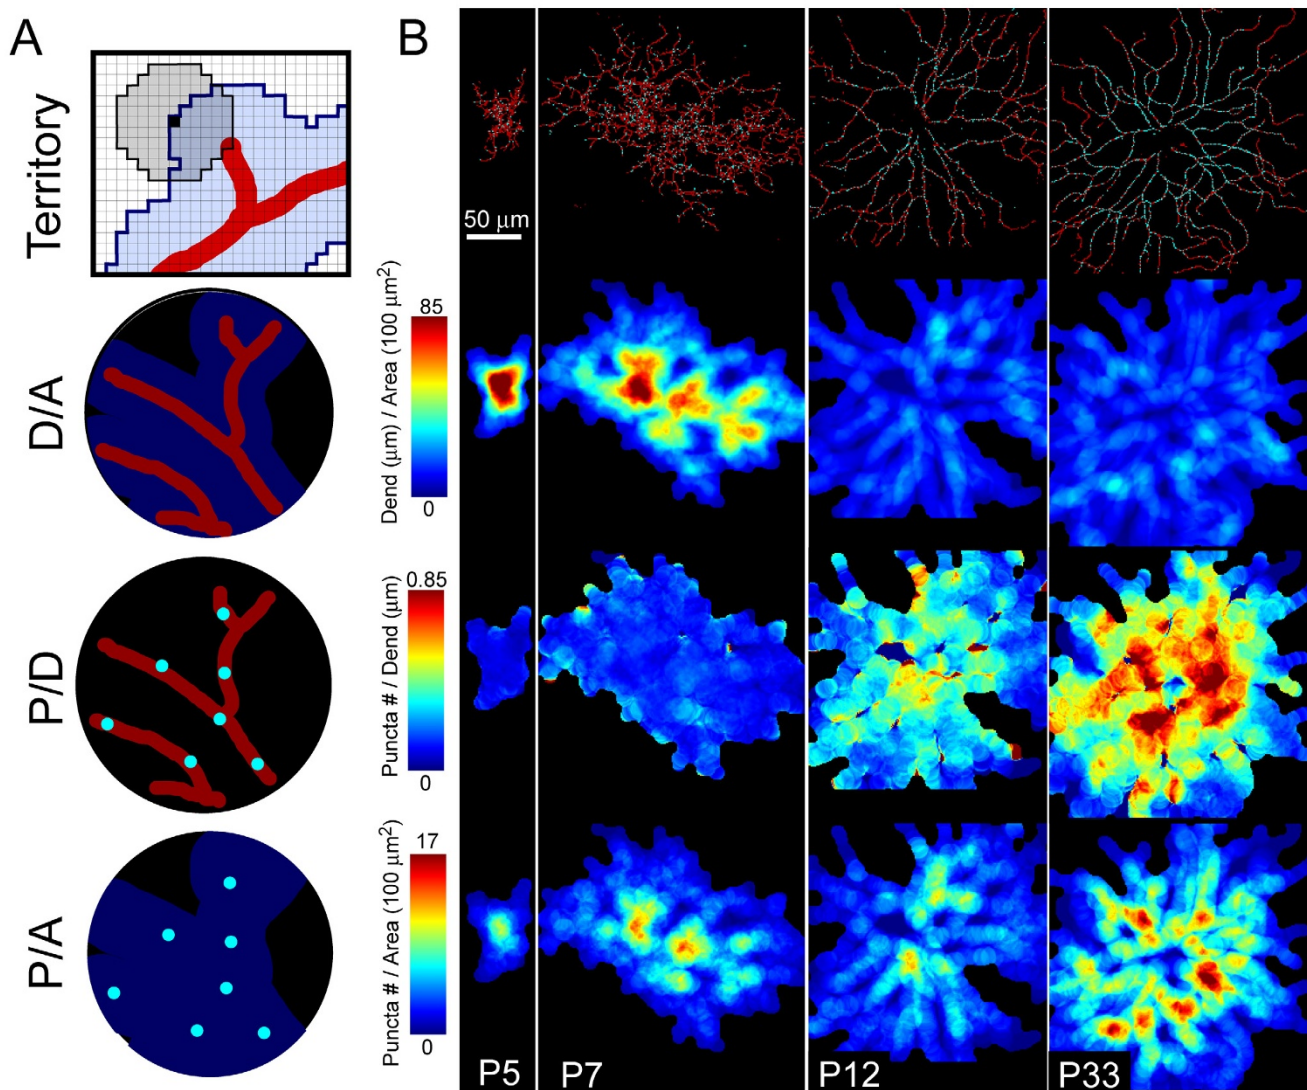 A
B
Territory
50 μm
D/A
85
Dend (μm) / Area (100 μm²)
0
P/D
0.85
Puncta # / Dend (μm)
0
P/A
17
Puncta # / Area (100 μm²)
0
P5
P7
P12
P33